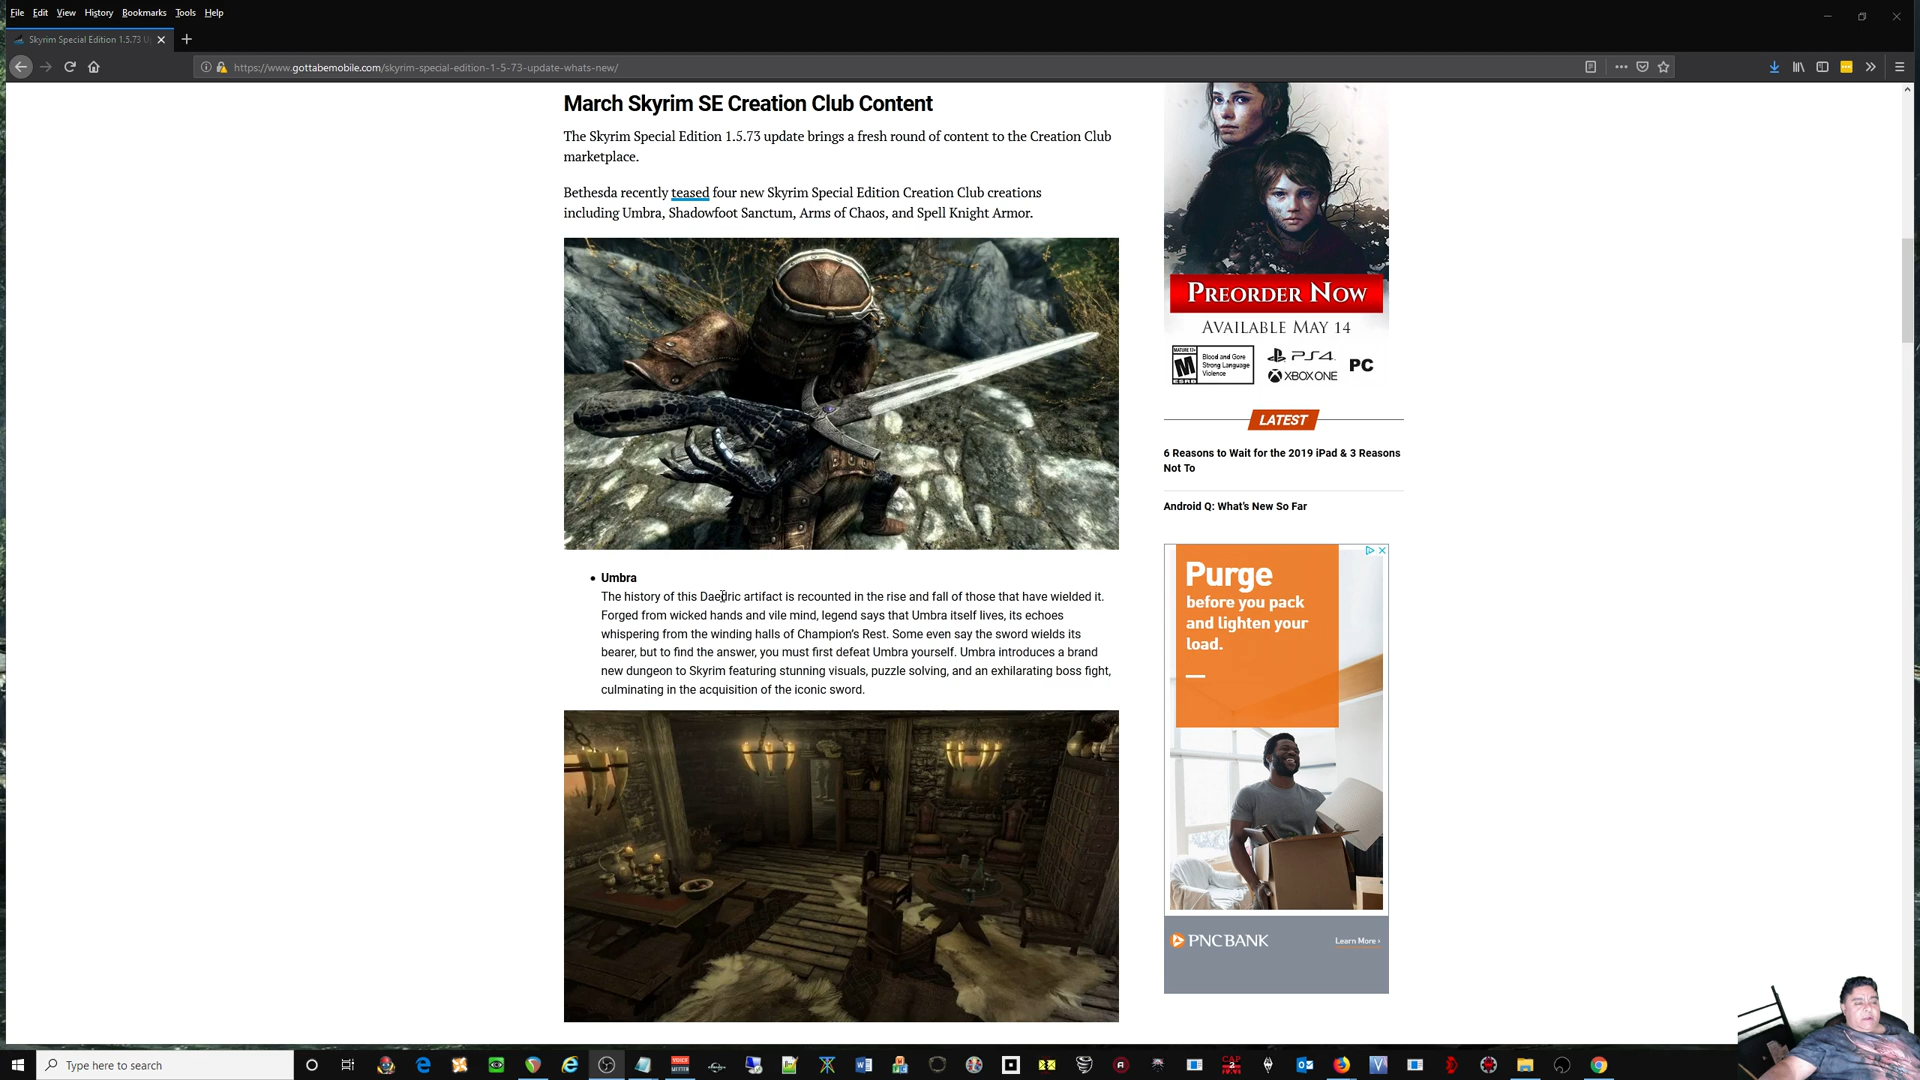 File Edit View History Bookmarks Tools Help
Skyrim Special Edition 1.5.73 U
https://www.gottabemobile.com/skyrim-special-edition-1-5-73-update-whats-new/
March Skyrim SE Creation Club Content
The Skyrim Special Edition 1.5.73 update brings a fresh round of content to the Creation Club
marketplace.
Bethesda recently teased four new Skyrim Special Edition Creation Club creations
including Umbra, Shadowfoot Sanctum, Arms of Chaos, and Spell Knight Armor.
• Umbra
The history of this Daedric artifact is recounted in the rise and fall of those that have wielded it.
Forged from wicked hands and vile mind, legend says that Umbra itself lives, its echoes
whispering from the winding halls of Champion's Rest. Some even say the sword wields its
bearer, but to find the answer, you must first defeat Umbra yourself. Umbra introduces a brand
new dungeon to Skyrim featuring stunning visuals, puzzle solving, and an exhilarating boss fight,
culminating in the acquisition of the iconic sword.
PREORDER NOW
AVAILABLE MAY 14
MATURE 17+
M
ESRB
Blood and Gore
Strong Language
Violence
PS4
XBOX ONE
PC
LATEST
6 Reasons to Wait for the 2019 iPad & 3 Reasons
Not To
Android Q: What's New So Far
Purge
before you pack
and lighten your
load.
PNC BANK
Learn More ›
Type here to search